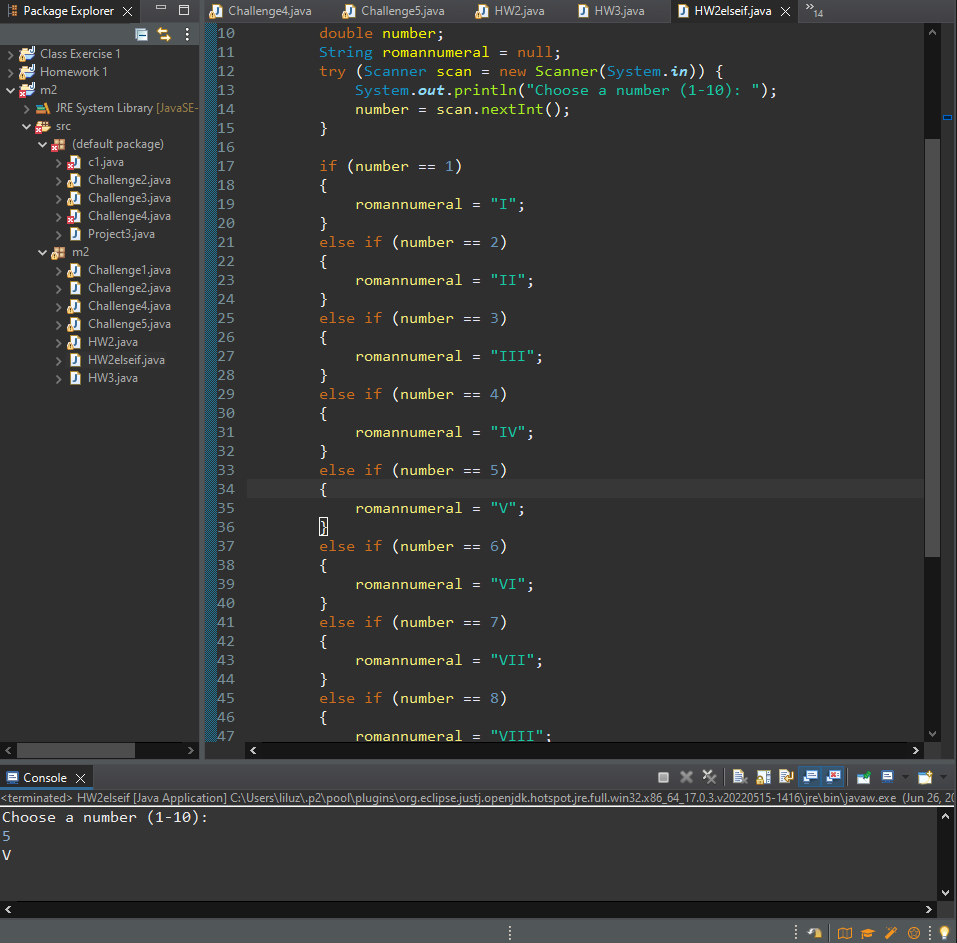 Package Explorer
Class Exercise 1
Homework 1
m2
JRE System Library [JavaSE-
src
(default package)
c1.java
Challenge2.java
Challenge3.java
Challenge4.java
Project3.java
m2
Challenge1.java
Challenge2.java
Challenge4.java
Challenge5.java
HW2.java
HW2elseif.java
HW3.java
Challenge4.java Challenge5.java HW2.java HW3.java HW2elseif.java 14
10 double number;
11 String romannumeral = null;
12 try (Scanner scan = new Scanner(System.in)) {
13 System.out.println("Choose a number (1-10): ");
14 number = scan.nextInt();
15 }
16
17 if (number == 1)
18 {
19 romannumeral = "I";
20 }
21 else if (number == 2)
22 {
23 romannumeral = "II";
24 }
25 else if (number == 3)
26 {
27 romannumeral = "III";
28 }
29 else if (number == 4)
30 {
31 romannumeral = "IV";
32 }
33 else if (number == 5)
34 {
35 romannumeral = "V";
36 }
37 else if (number == 6)
38 {
39 romannumeral = "VI";
40 }
41 else if (number == 7)
42 {
43 romannumeral = "VII";
44 }
45 else if (number == 8)
46 {
47 romannumeral = "VIII";
Console
<terminated> HW2elseif [Java Application] C:\Users\liluz\.p2\pool\plugins\org.eclipse.justj.openjdk.hotspot.jre.full.win32.x86_64_17.0.3.v20220515-1416\jre\bin\javaw.exe (Jun 26, 20
Choose a number (1-10):
5
V